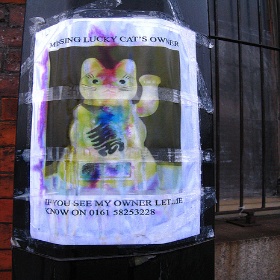 MISSING LUCKY CAT'S OWNER
IF YOU SEE MY OWNER LET ME
KNOW ON 0161 58253228